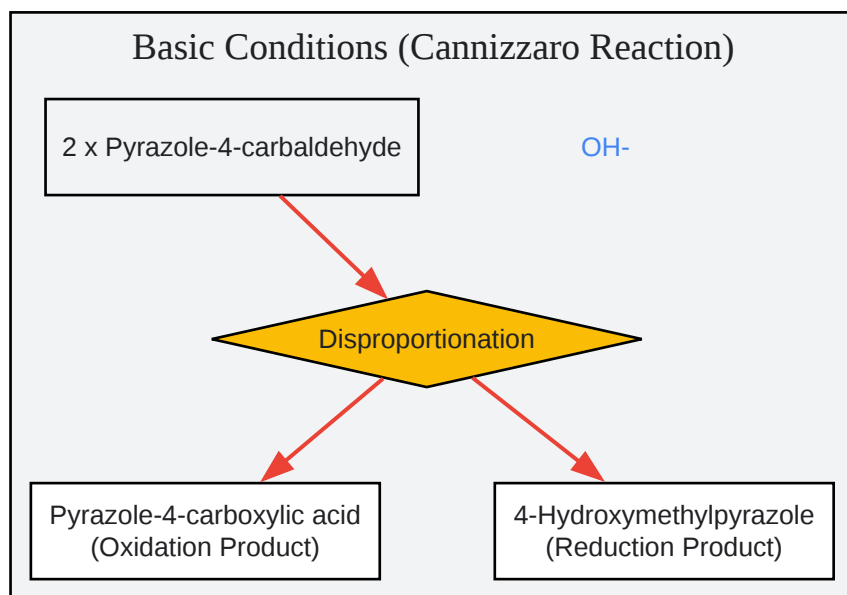 Basic Conditions (Cannizzaro Reaction)
2 x Pyrazole-4-carbaldehyde
OH-
Disproportionation
Pyrazole-4-carboxylic acid
(Oxidation Product)
4-Hydroxymethylpyrazole
(Reduction Product)